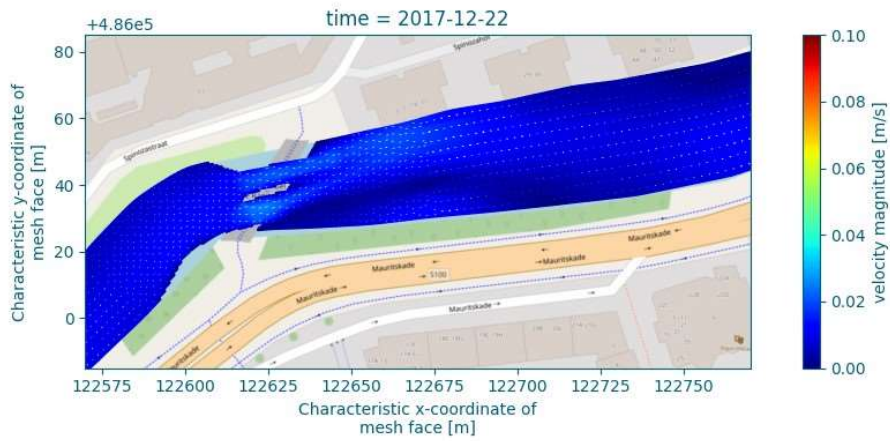 time = 2017-12-22
+4.86e5
80
60
40
20
0
Characteristic y-coordinate of
mesh face [m]
Spinozahof
Spinozastraat
Mauritskade
Mauritskade
Mauritskade
S100
Mauritskade
Mauritskade
122575
122600
122625
122650
122675
122700
122725
122750
Characteristic x-coordinate of
mesh face [m]
0.10
0.08
0.06
0.04
0.02
0.00
velocity magnitude [m/s]